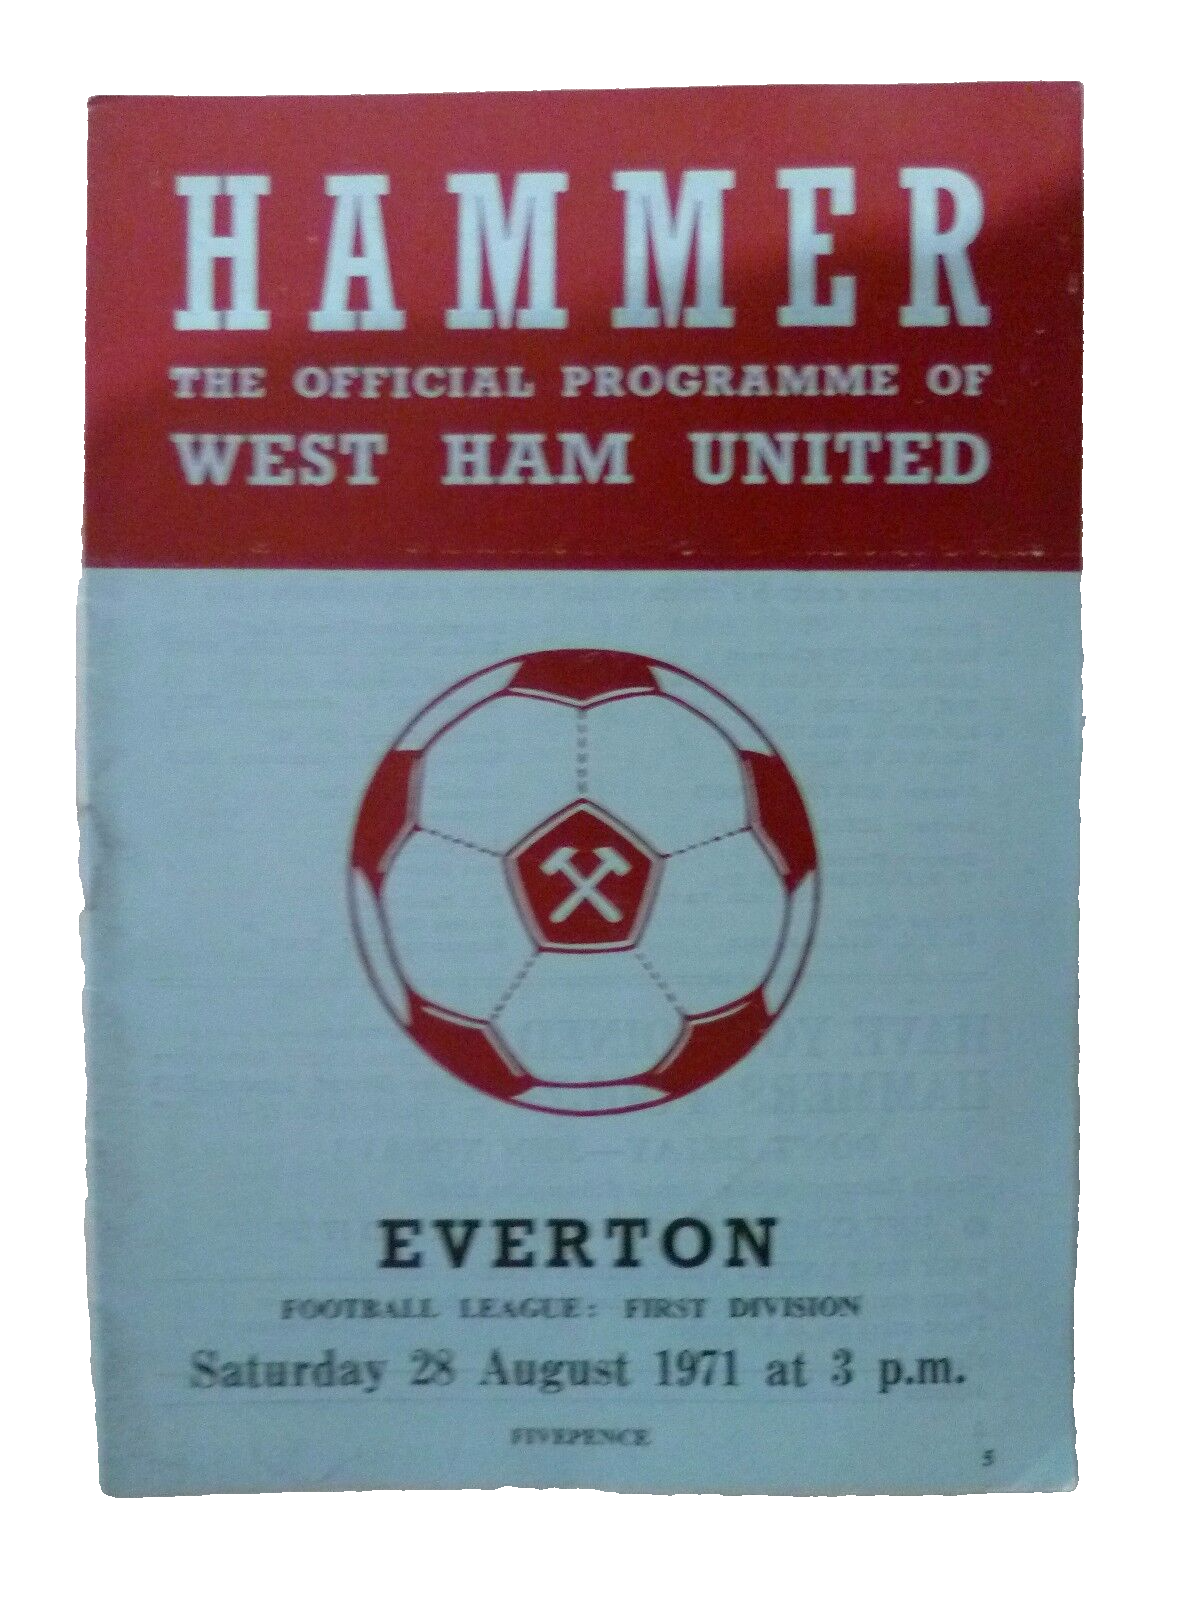 HAMMER
THE OFFICIAL PROGRAMME OF
WEST HAM UNITED
EVERTON
FOOTBALL LEAGUE: FIRST DIVISION
Saturday 28 August 1971 at 3 p.m.
FIVEPENCE
5